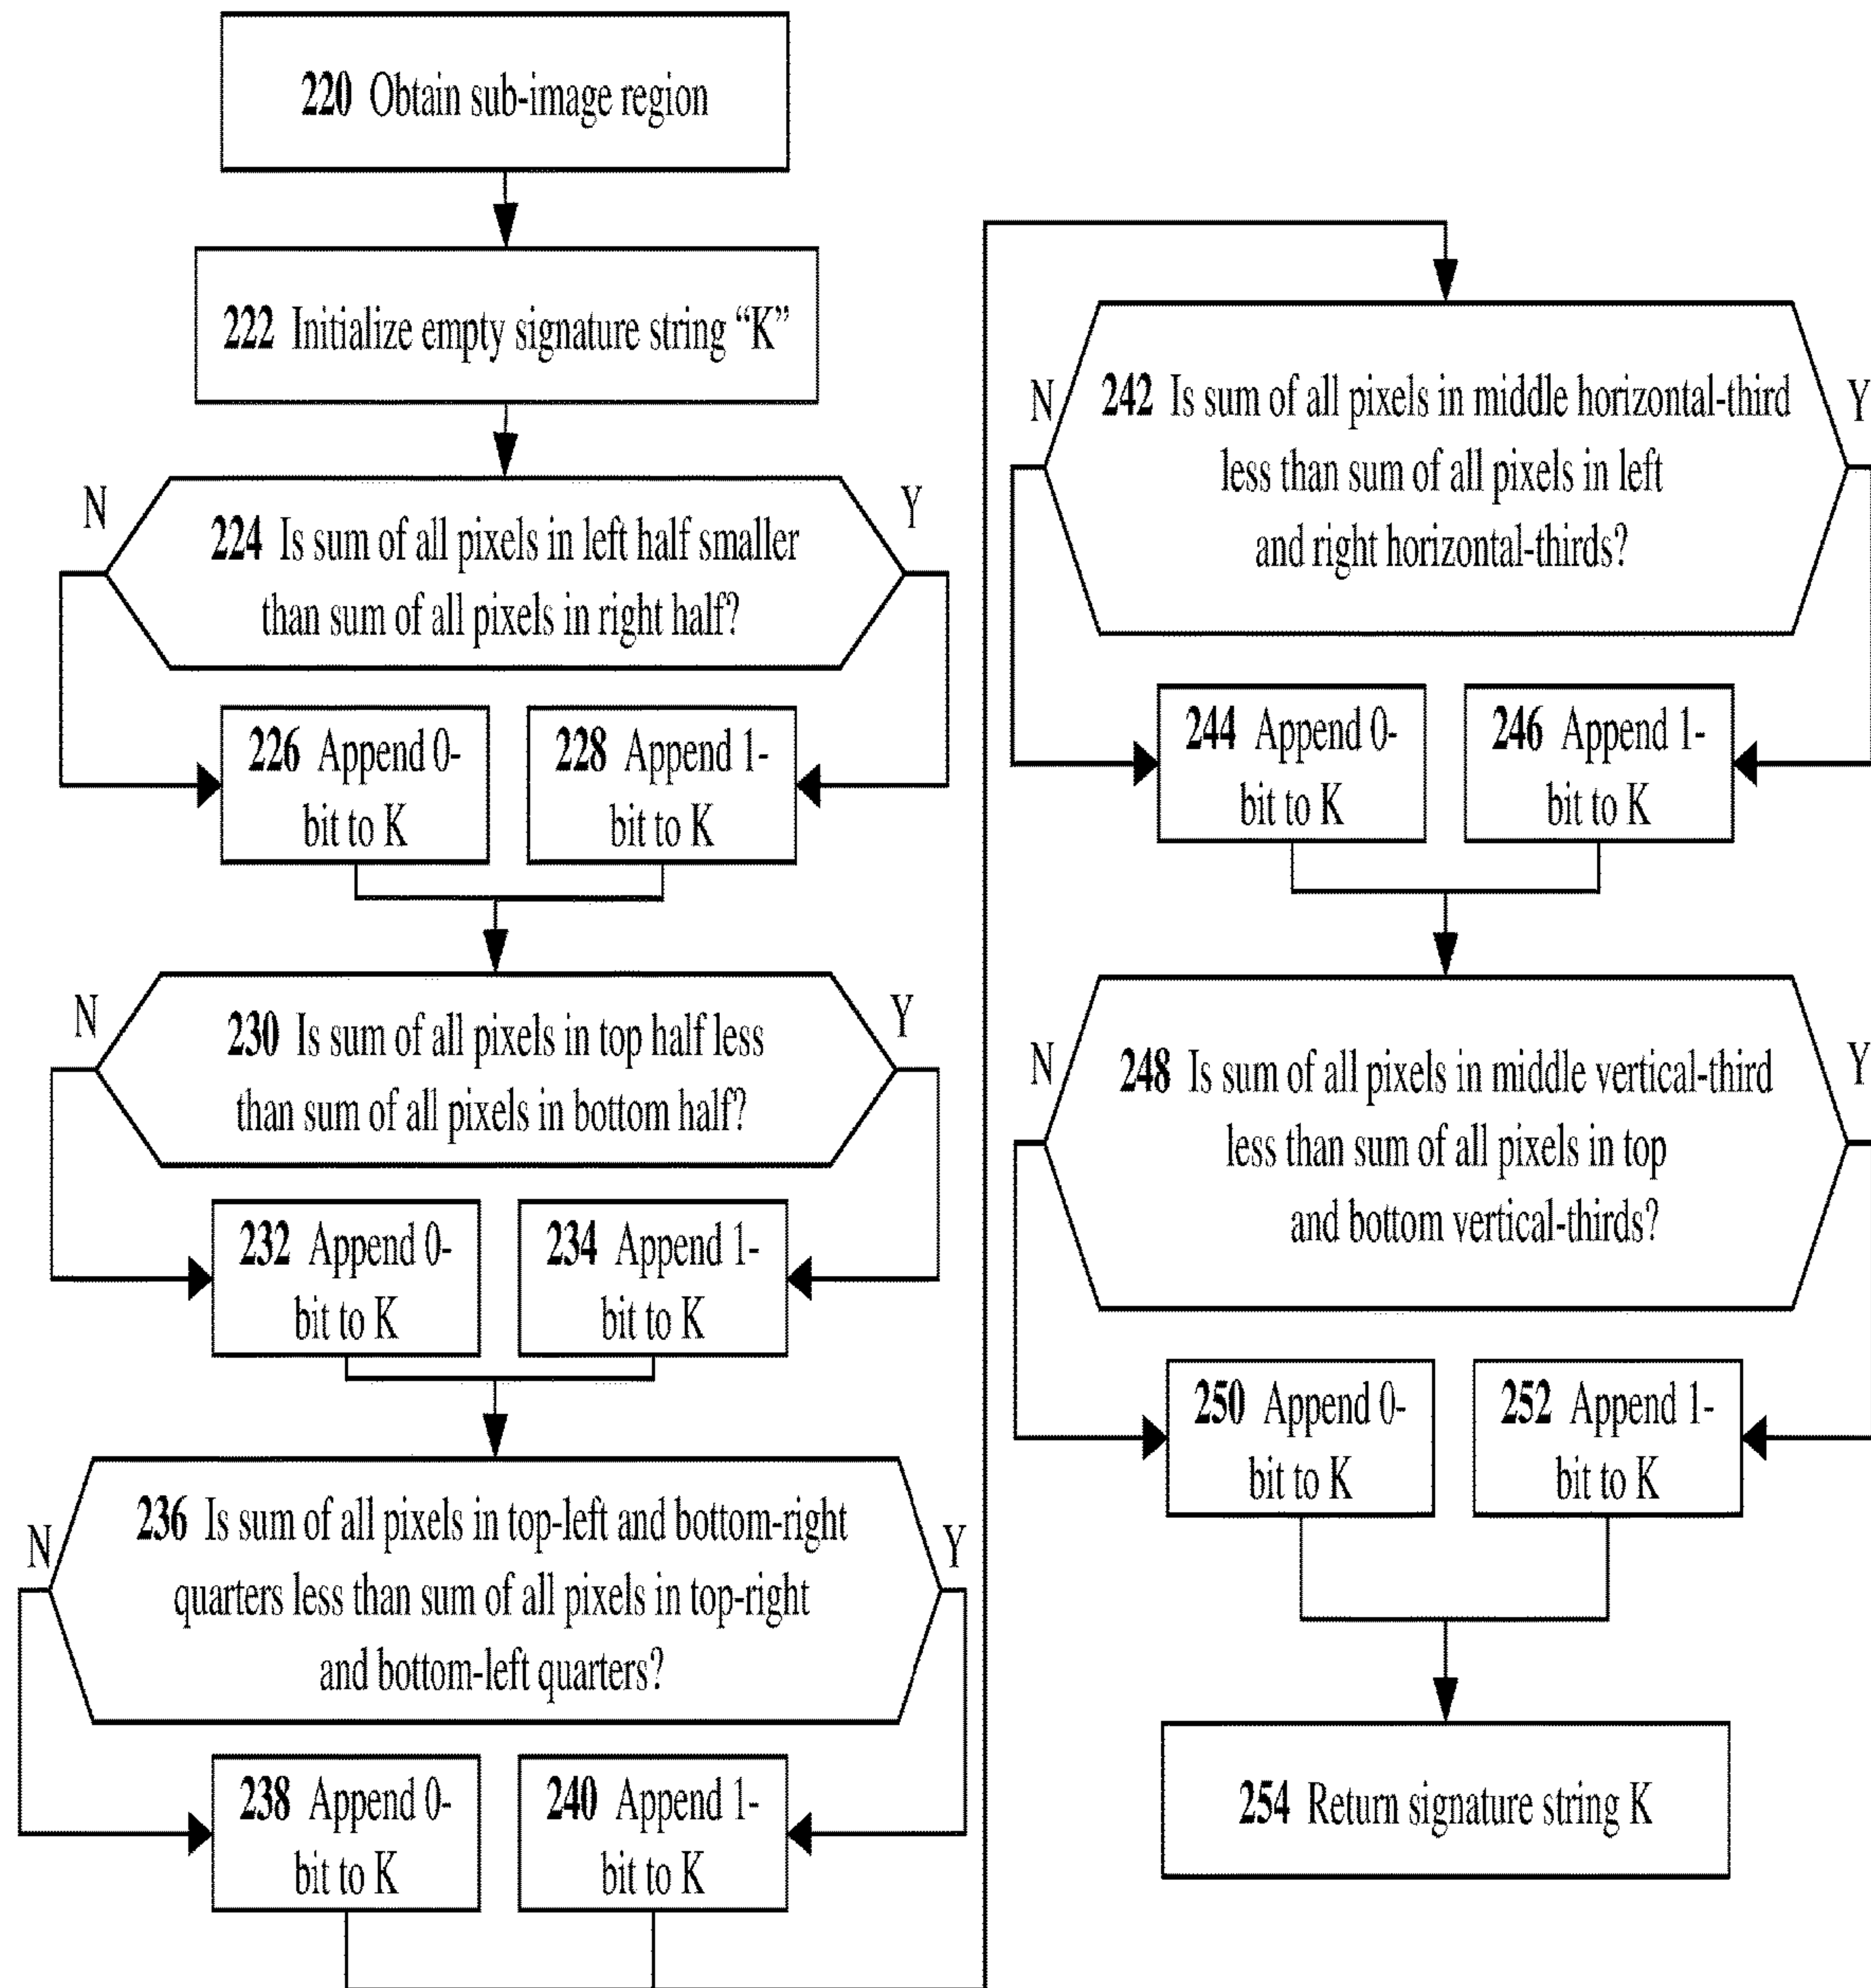 220 Obtain sub-image region
222 Initialize empty signature string “K”
N
Y
224 Is sum of all pixels in left half smaller
than sum of all pixels in right half?
226 Append 0-
bit to K
228 Append 1-
bit to K
N
Y
230 Is sum of all pixels in top half less
than sum of all pixels in bottom half?
232 Append 0-
bit to K
234 Append 1-
bit to K
N
Y
236 Is sum of all pixels in top-left and bottom-right
quarters less than sum of all pixels in top-right
and bottom-left quarters?
238 Append 0-
bit to K
240 Append 1-
bit to K
N
Y
242 Is sum of all pixels in middle horizontal-third
less than sum of all pixels in left
and right horizontal-thirds?
244 Append 0-
bit to K
246 Append 1-
bit to K
N
Y
248 Is sum of all pixels in middle vertical-third
less than sum of all pixels in top
and bottom vertical-thirds?
250 Append 0-
bit to K
252 Append 1-
bit to K
254 Return signature string K